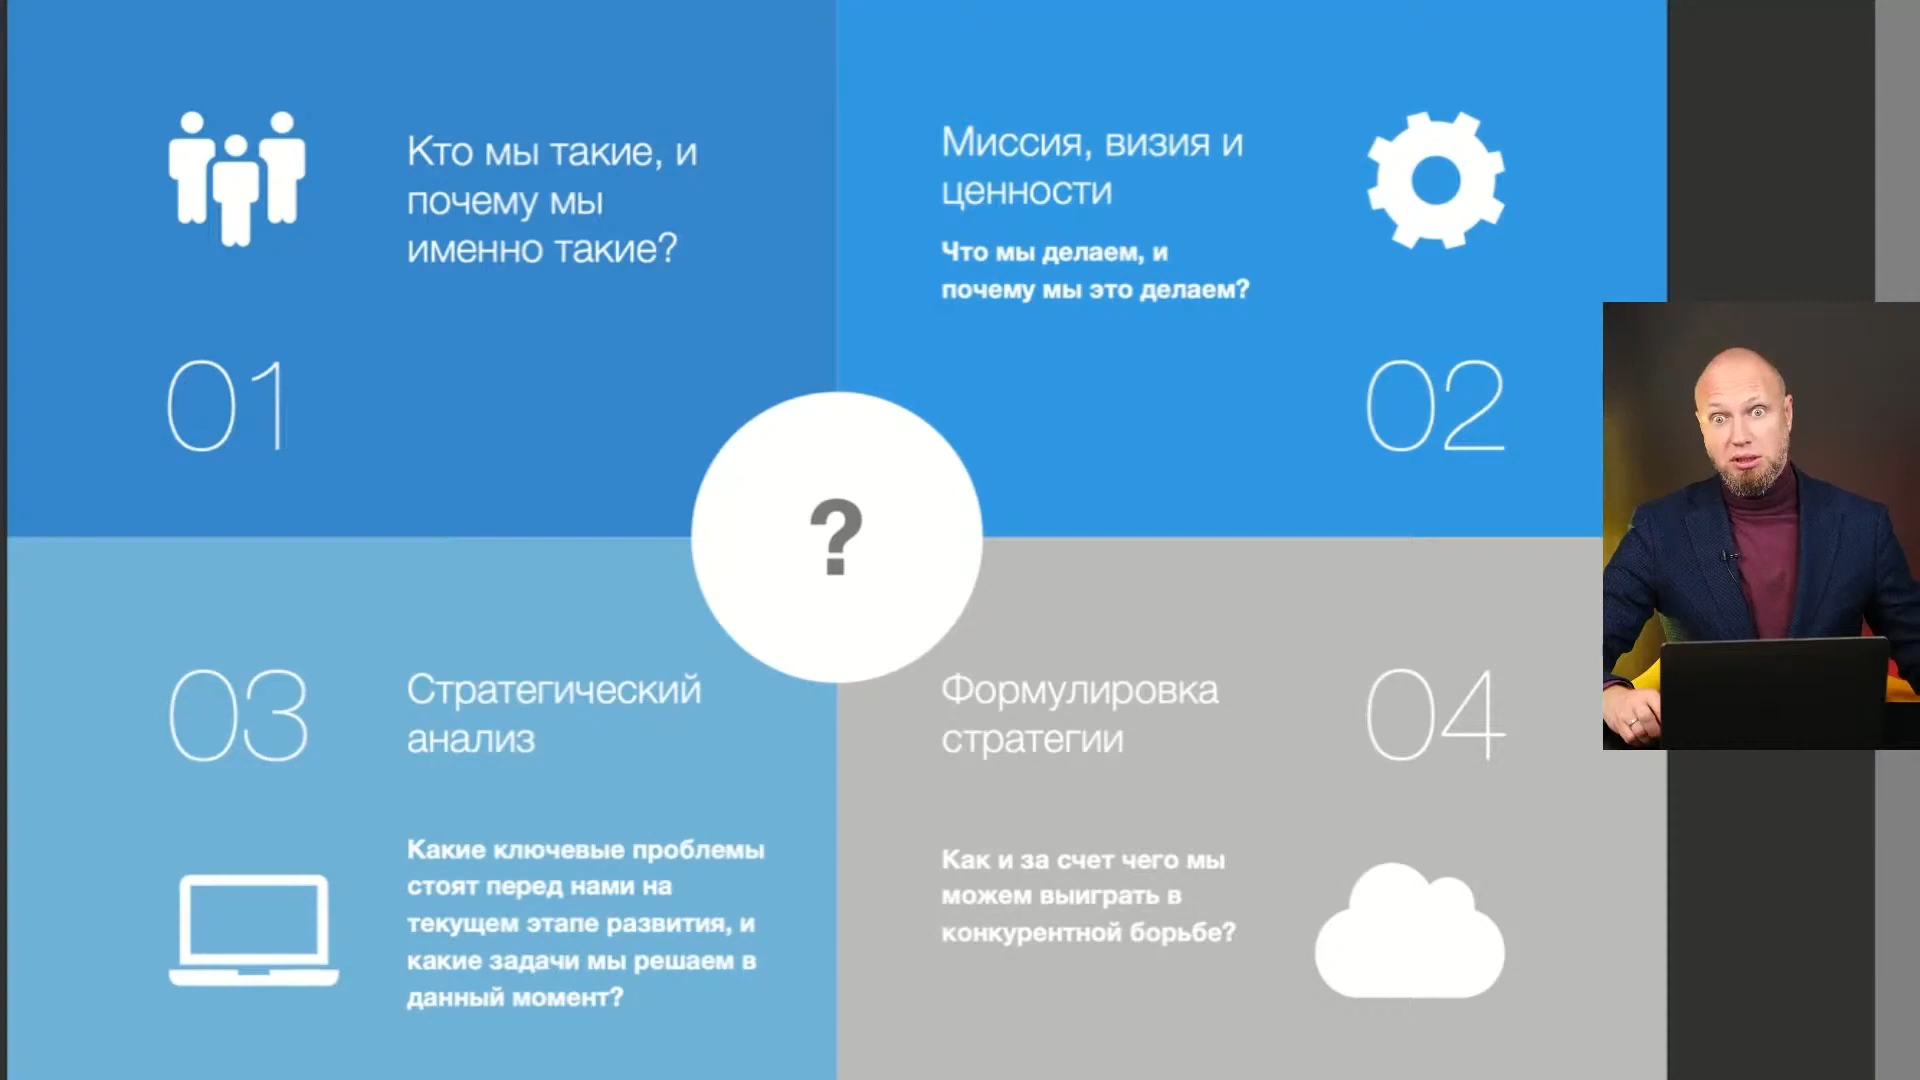 Кто мы такие, и
почему мы
именно такие?
01
Миссия, визия и
ценности
Что мы делаем, и
почему мы это делаем?
02
?
03
Стратегический
анализ
Какие ключевые проблемы
стоят перед нами на
текущем этапе развития, и
какие задачи мы решаем в
данный момент?
Формулировка
стратегии
04
Как и за счет чего мы
можем выиграть в
конкурентной борьбе?